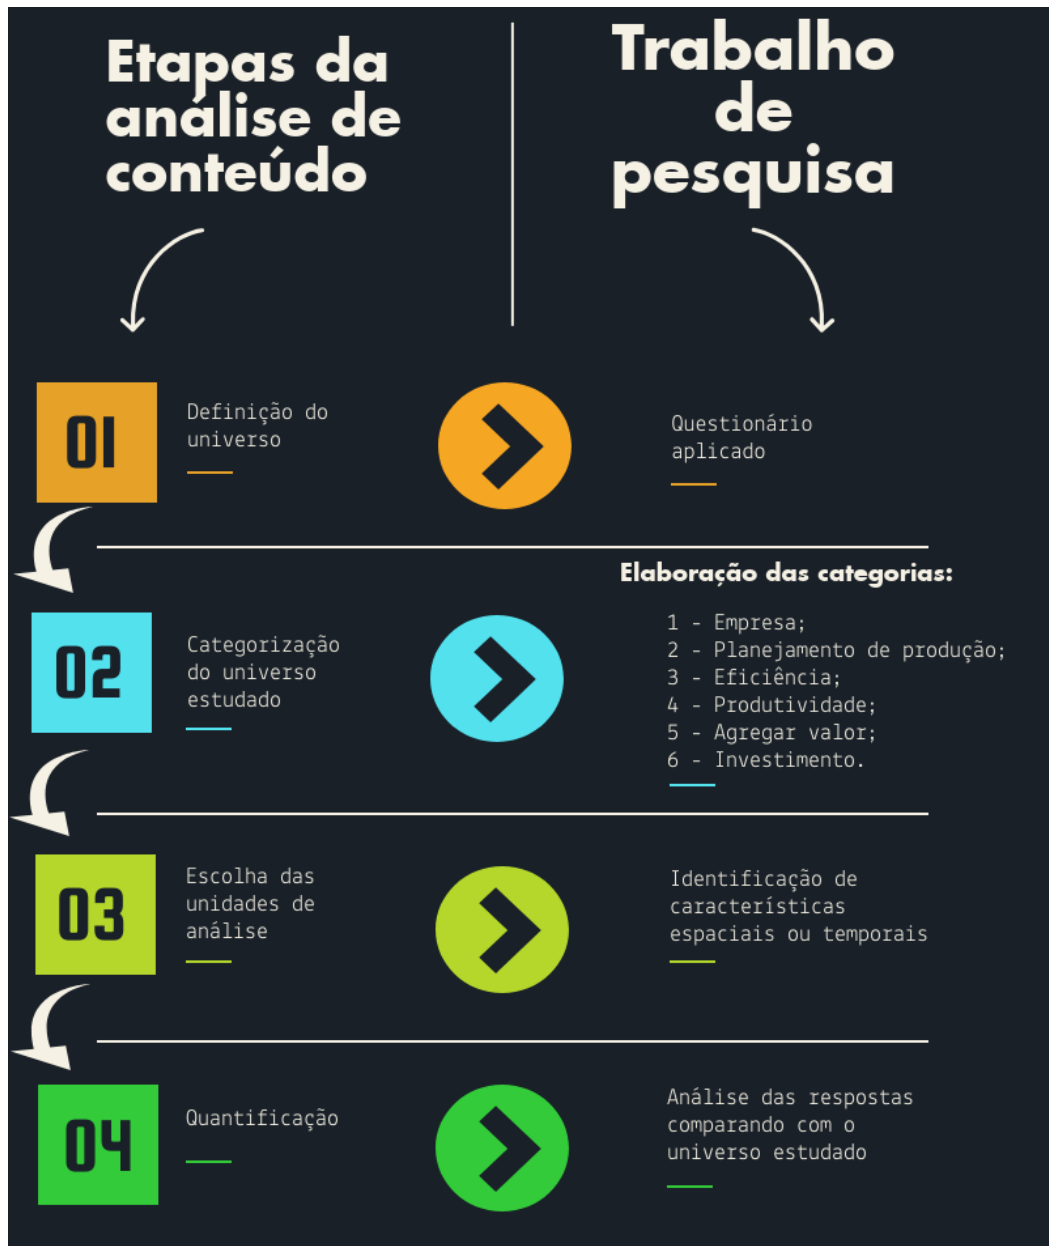 Etapas da
análise de
conteúdo
Trabalho
de
pesquisa
01
Definição do
universo
Questionário
aplicado
02
Categorização
do universo
estudado
Elaboração das categorias:
1 - Empresa;
2 - Planejamento de produção;
3 - Eficiência;
4 - Produtividade;
5 - Agregar valor;
6 - Investimento.
03
Escolha das
unidades de
análise
Identificação de
características
espaciais ou temporais
04
Quantificação
Análise das respostas
comparando com o
universo estudado